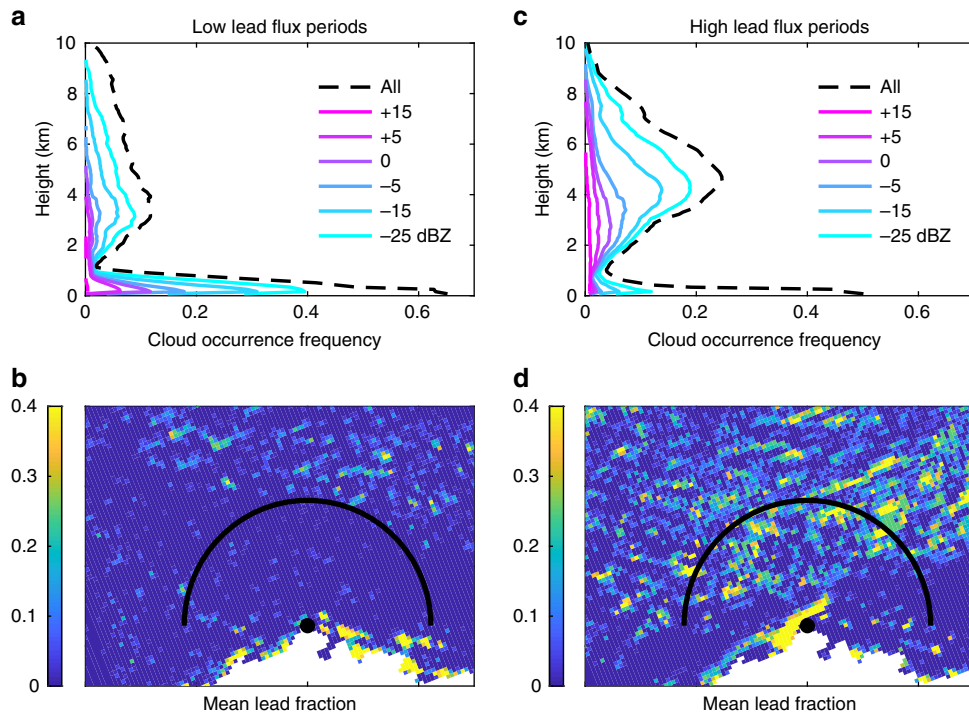 a
Low lead flux periods
10
8
6
4
2
0
Height (km)
All
+15
+5
0
−5
−15
−25 dBZ
0
0.2
0.4
0.6
Cloud occurrence frequency
c
High lead flux periods
10
8
6
4
2
0
Height (km)
All
+15
+5
0
−5
−15
−25 dBZ
0
0.2
0.4
0.6
Cloud occurrence frequency
b
0.4
0.3
0.2
0.1
0
Mean lead fraction
d
0.4
0.3
0.2
0.1
0
Mean lead fraction